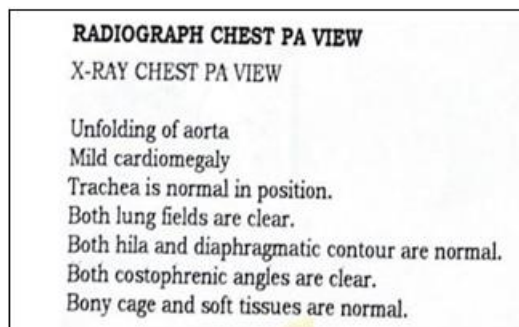 RADIOGRAPH CHEST PA VIEW
X-RAY CHEST PA VIEW
Unfolding of aorta
Mild cardiomegaly
Trachea is normal in position.
Both lung fields are clear.
Both hila and diaphragmatic contour are normal.
Both costophrenic angles are clear.
Bony cage and soft tissues are normal.